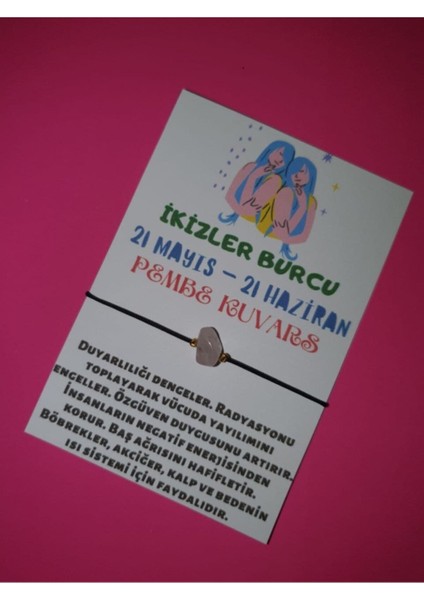 İKİZLER BURCU
21 MAYIS – 21 HAZİRAN
PEMBE KUVARS
DUYARLILIĞI DENGELER. RADYASYONU
TOPLAYARAK VÜCUDA YAYILIMINI
ENGELLER. ÖZGÜVEN DUYGUSUNU ARTIRIR.
İNSANLARIN NEGATİF ENERJİSİNDEN
KORUR. BAŞ AĞRISINI HAFİFLETİR.
BÖBREKLER, AKCİĞER, KALP VE BEDENİN
ISI SİSTEMİ İÇİN FAYDALIDIR.